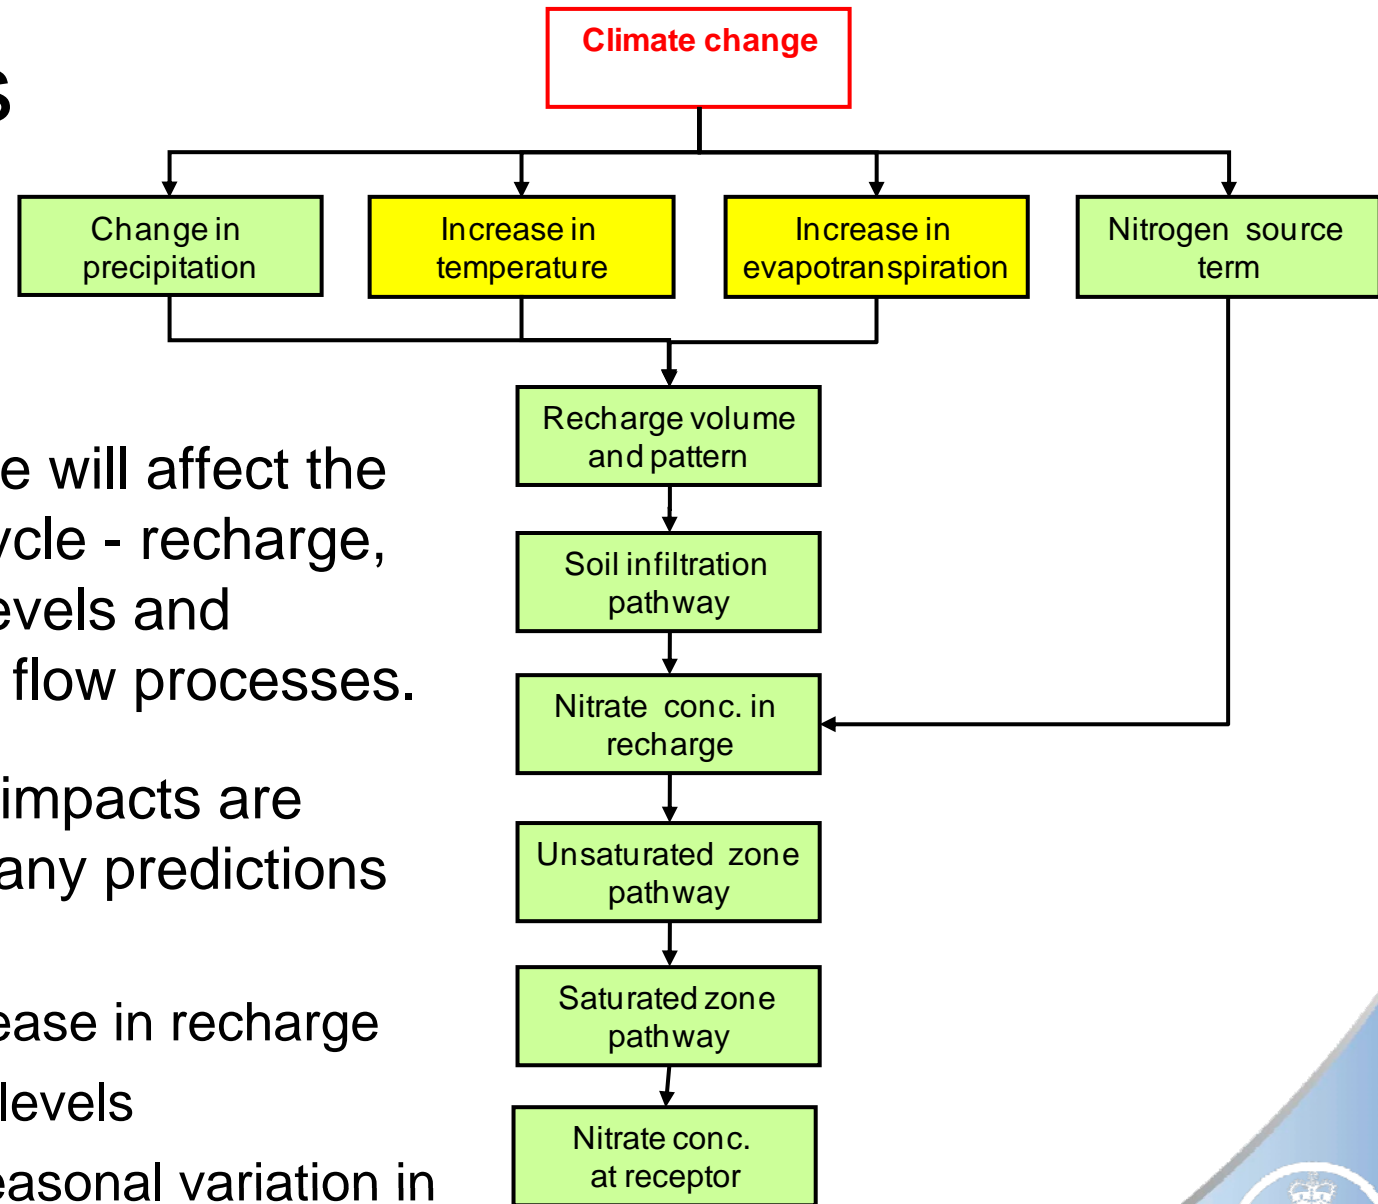 s
Climate change
Change in
precipitation
Increase in
temperature
Increase in
evapotranspiration
Nitrogen source
term
Recharge volume
and pattern
Soil infiltration
pathway
Nitrate conc. in
recharge
Unsaturated zone
pathway
Saturated zone
pathway
Nitrate conc.
at receptor
e will affect the
ycle - recharge,
evels and
flow processes.
impacts are
any predictions
ease in recharge
levels
easonal variation in